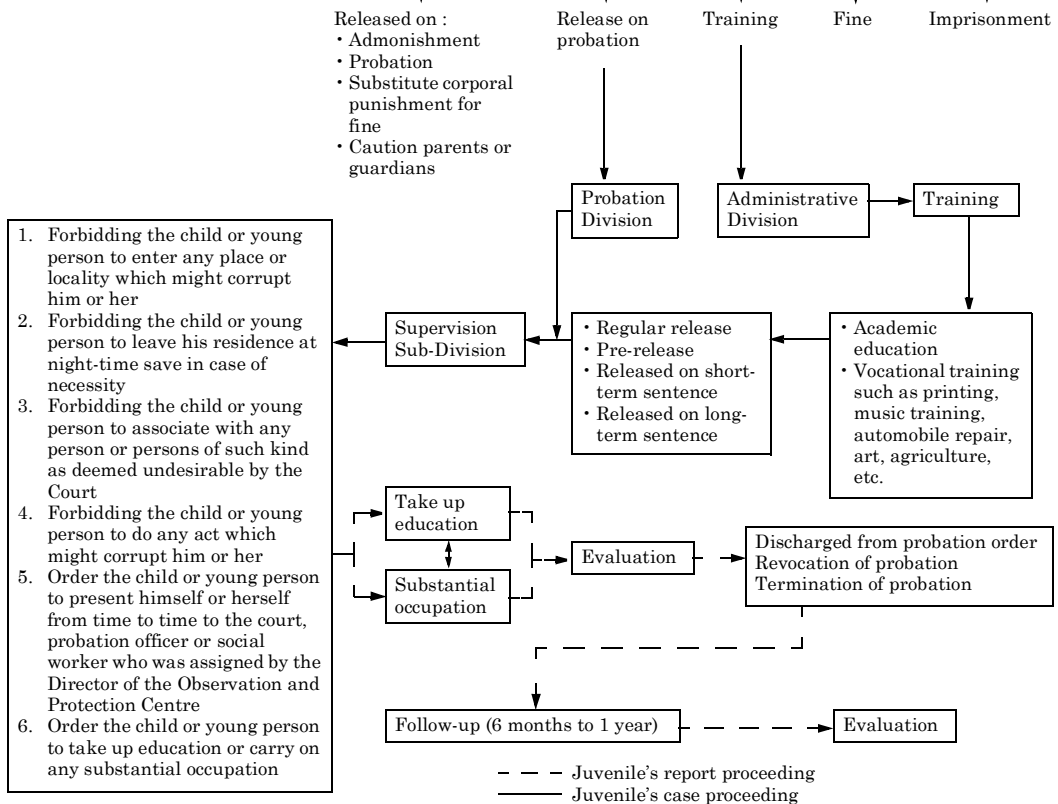 Released on :
・Admonishment
・Probation
・Substitute corporal
punishment for
fine
・Caution parents or
guardians
Release on
probation
Training
Fine
Imprisonment
Probation
Division
Administrative
Division
Training
1. Forbidding the child or young
person to enter any place or
locality which might corrupt
him or her
2. Forbidding the child or young
person to leave his residence at
night-time save in case of
necessity
3. Forbidding the child or young
person to associate with any
person or persons of such kind
as deemed undesirable by the
Court
4. Forbidding the child or young
person to do any act which
might corrupt him or her
5. Order the child or young person
to present himself or herself
from time to time to the court,
probation officer or social
worker who was assigned by the
Director of the Observation and
Protection Centre
6. Order the child or young person
to take up education or carry on
any substantial occupation
Supervision
Sub-Division
・Regular release
・Pre-release
・Released on short-
term sentence
・Released on long-
term sentence
・Academic
education
・Vocational training
such as printing,
music training,
automobile repair,
art, agriculture,
etc.
Take up
education
Substantial
occupation
Evaluation
Discharged from probation order
Revocation of probation
Termination of probation
Follow-up (6 months to 1 year)
Evaluation
Juvenile's report proceeding
Juvenile's case proceeding